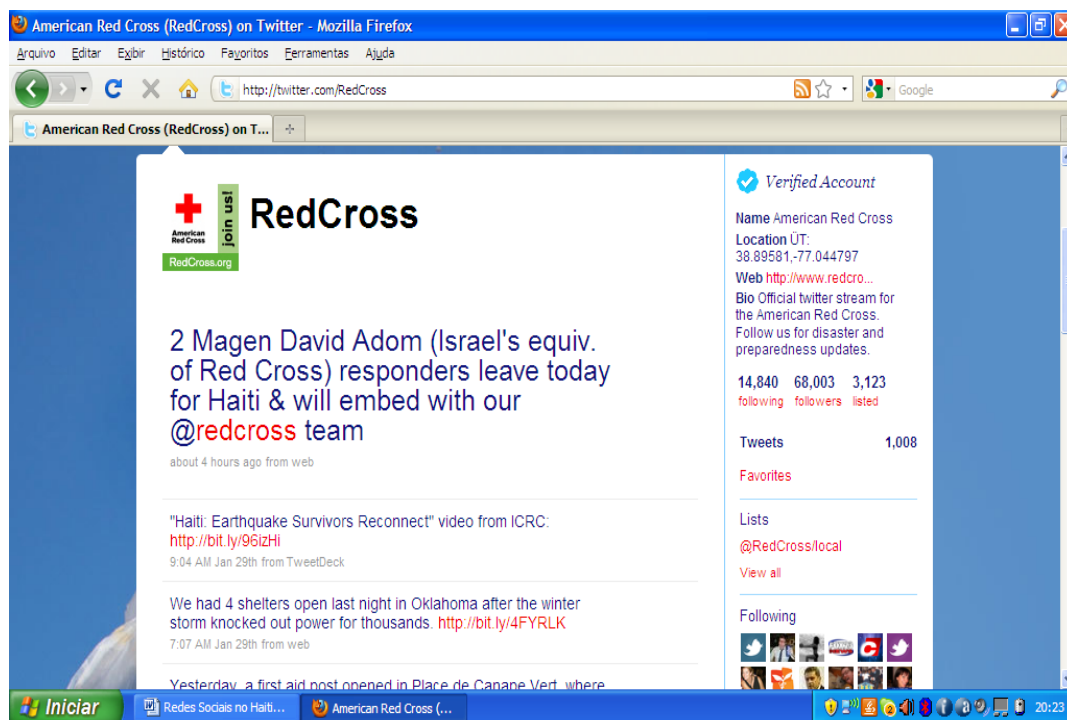 American Red Cross (RedCross) on Twitter - Mozilla Firefox
Arquivo Editar Exibir Histórico Favoritos Ferramentas Ajuda
http://twitter.com/RedCross
Google
American Red Cross (RedCross) on T...
American
Red Cross
join us!
RedCross.org
RedCross
2 Magen David Adom (Israel's equiv.
of Red Cross) responders leave today
for Haiti & will embed with our
@redcross team
about 4 hours ago from web
"Haiti: Earthquake Survivors Reconnect" video from ICRC:
http://bit.ly/96izHi
9:04 AM Jan 29th from TweetDeck
We had 4 shelters open last night in Oklahoma after the winter
storm knocked out power for thousands. http://bit.ly/4FYRLK
7:07 AM Jan 29th from web
Yesterday, a first aid post opened in Place de Canape Vert, where
Verified Account
Name American Red Cross
Location ÜT:
38.89581,-77.044797
Web http://www.redcro...
Bio Official twitter stream for
the American Red Cross.
Follow us for disaster and
preparedness updates.
14,840 68,003 3,123
following followers listed
Tweets 1,008
Favorites
Lists
@RedCross/local
View all
Following
Iniciar
Redes Sociais no Haiti...
American Red Cross (...
20:23